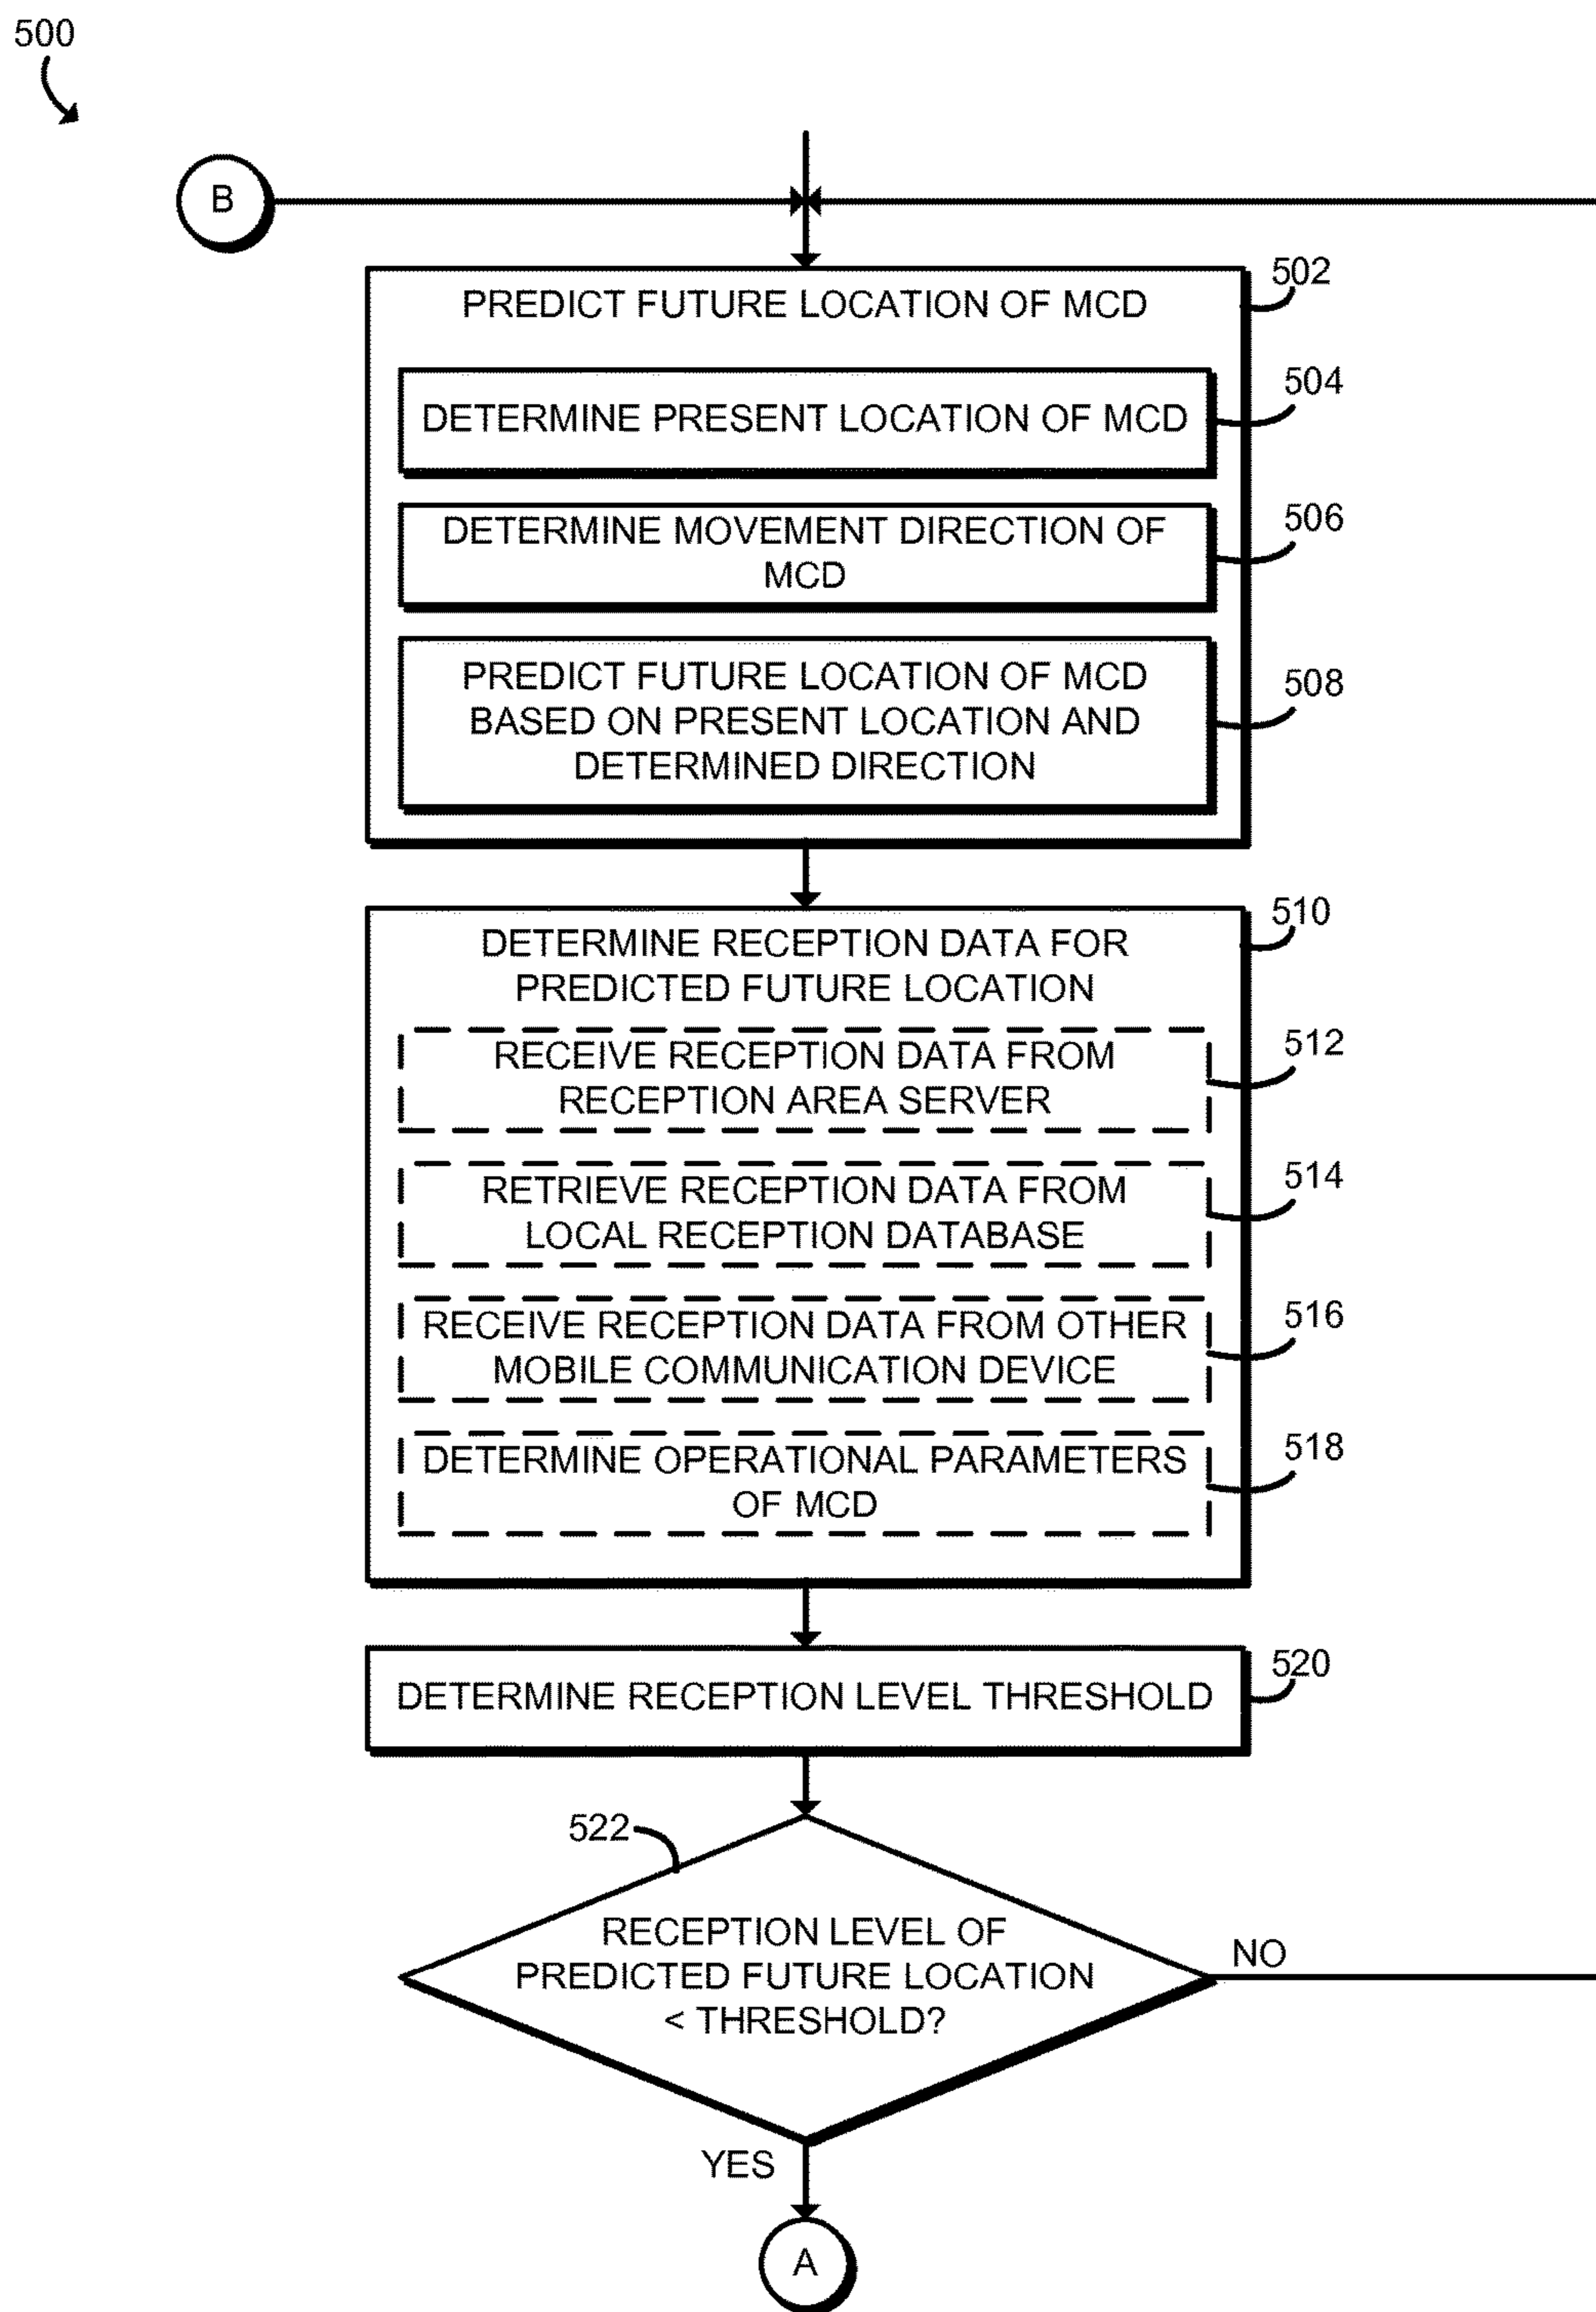 500
B
502
PREDICT FUTURE LOCATION OF MCD
504
DETERMINE PRESENT LOCATION OF MCD
506
DETERMINE MOVEMENT DIRECTION OF
MCD
508
PREDICT FUTURE LOCATION OF MCD
BASED ON PRESENT LOCATION AND
DETERMINED DIRECTION
510
DETERMINE RECEPTION DATA FOR
PREDICTED FUTURE LOCATION
512
RECEIVE RECEPTION DATA FROM
RECEPTION AREA SERVER
514
RETRIEVE RECEPTION DATA FROM
LOCAL RECEPTION DATABASE
516
RECEIVE RECEPTION DATA FROM OTHER
MOBILE COMMUNICATION DEVICE
518
DETERMINE OPERATIONAL PARAMETERS
OF MCD
520
DETERMINE RECEPTION LEVEL THRESHOLD
522
RECEPTION LEVEL OF
PREDICTED FUTURE LOCATION
< THRESHOLD?
NO
YES
A